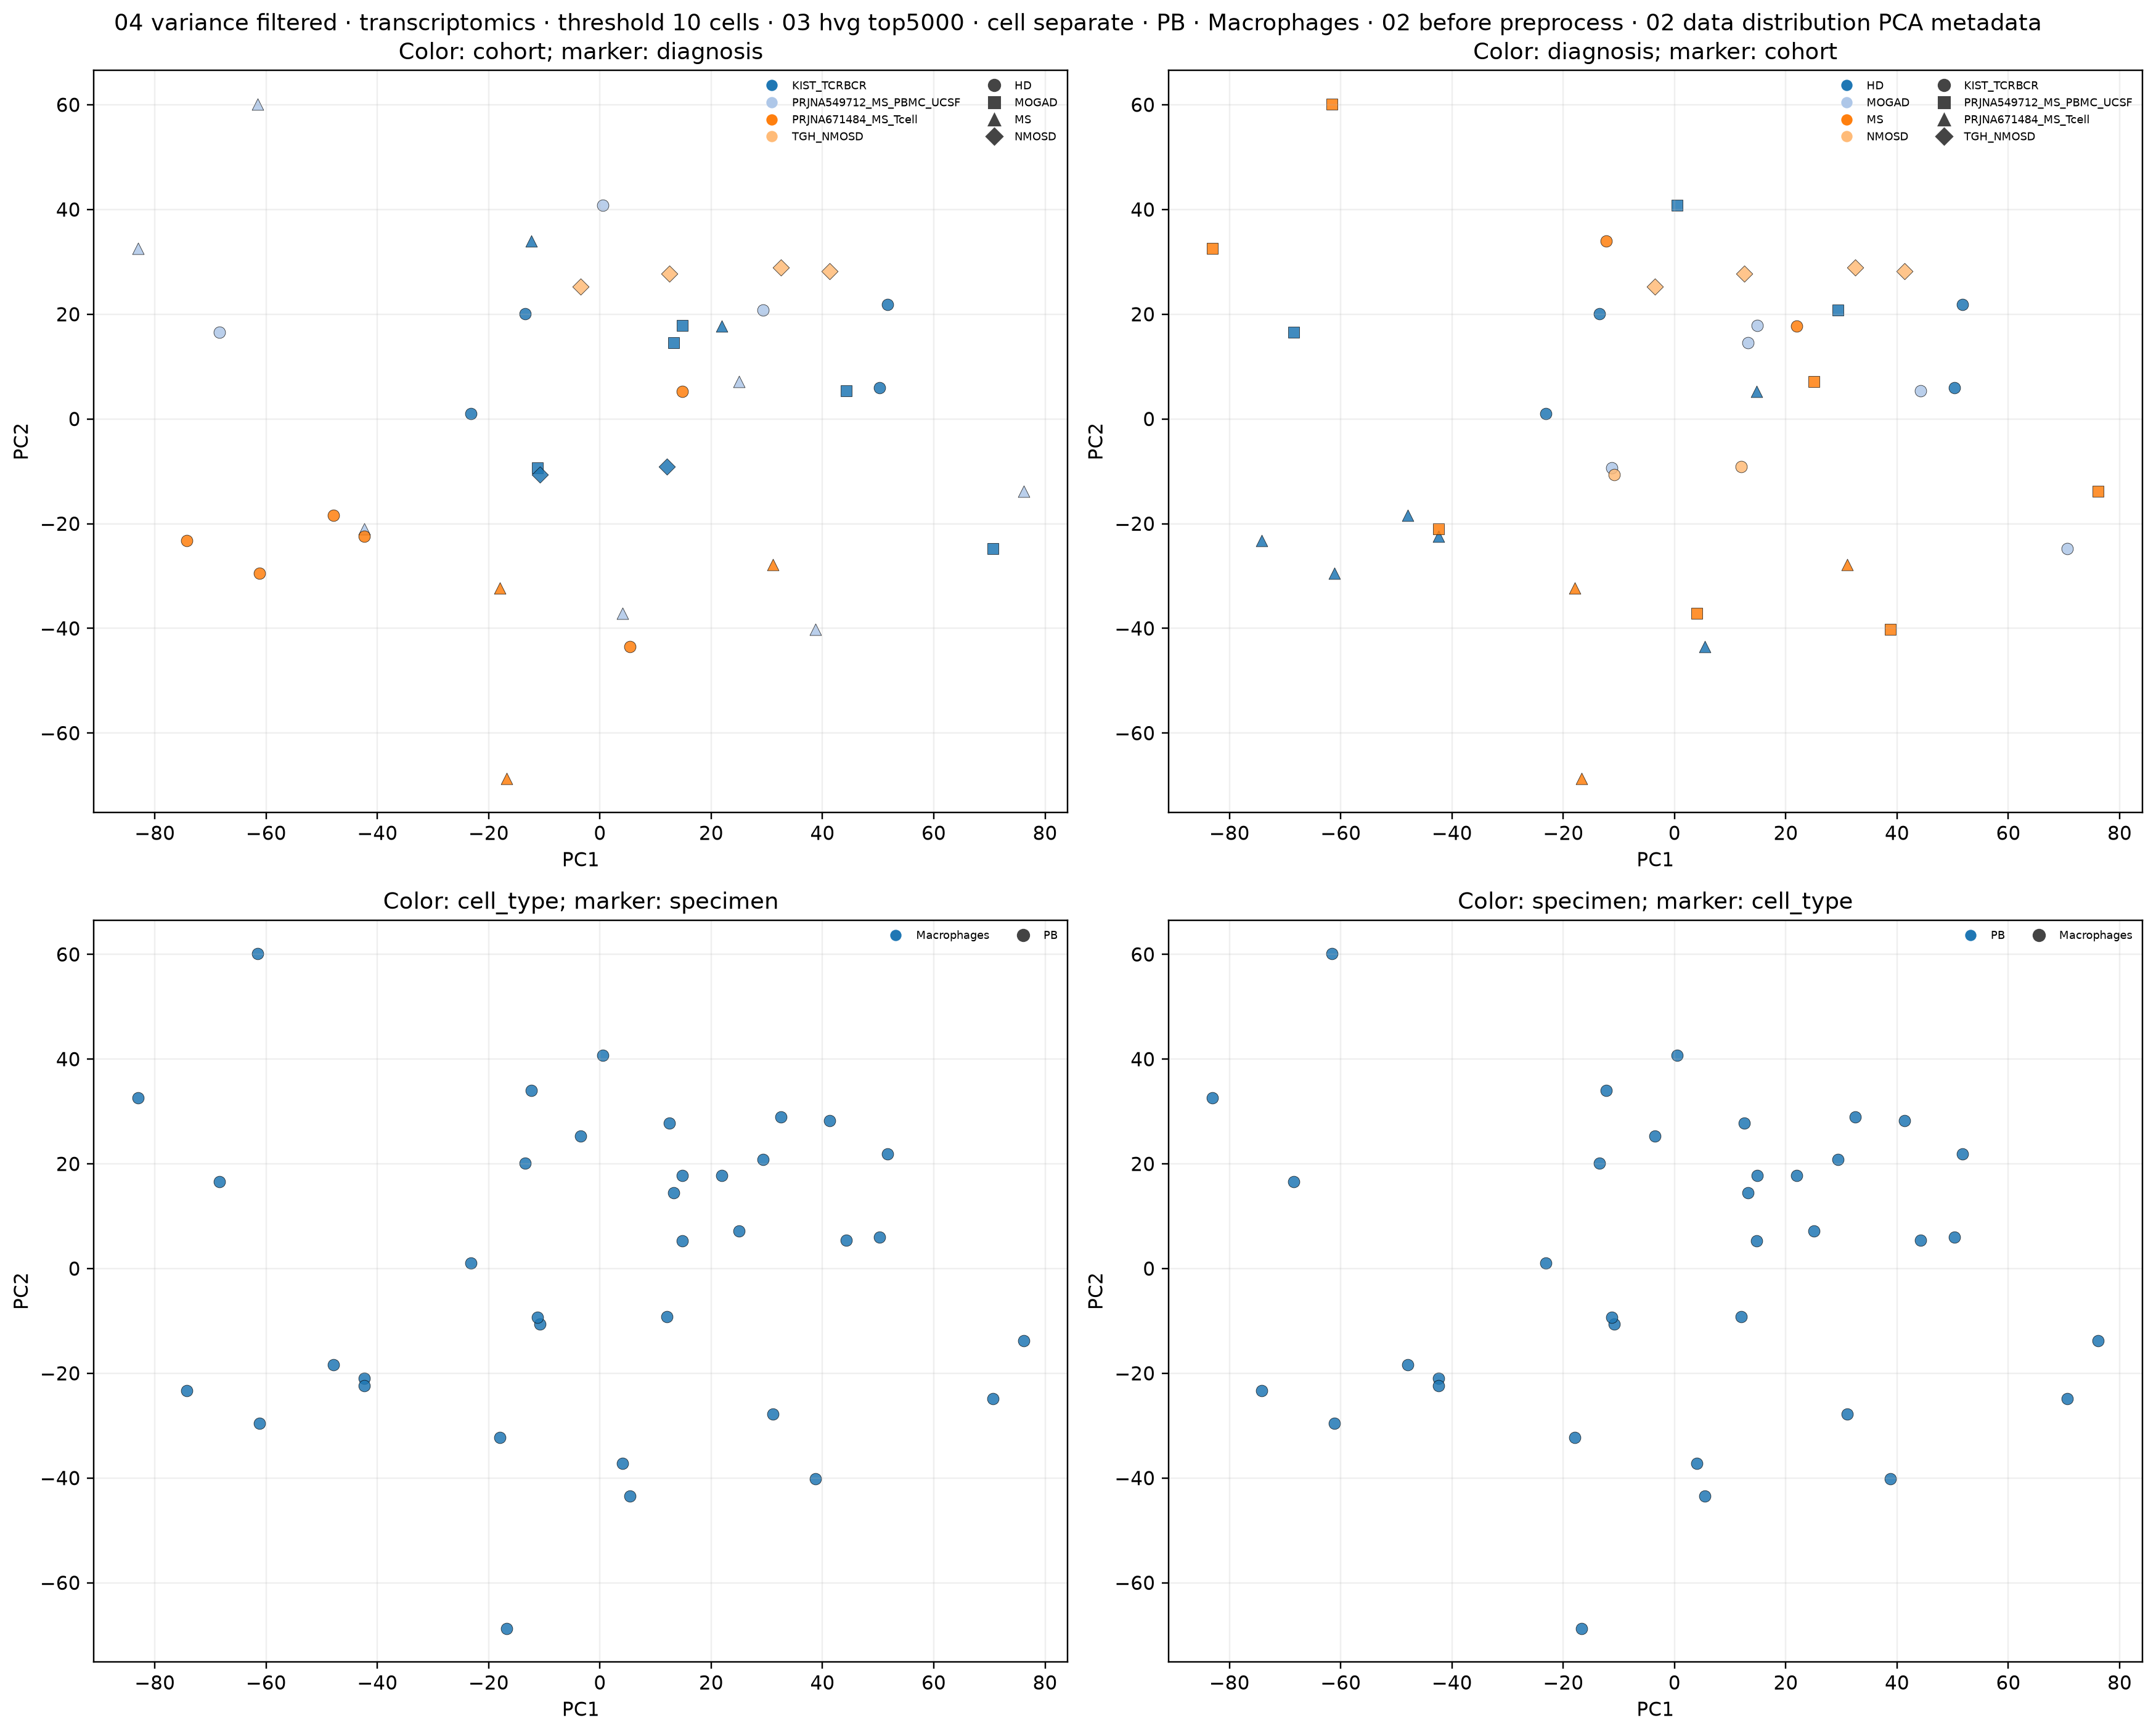 04 variance filtered · transcriptomics · threshold 10 cells · 03 hvg top5000 · cell separate · PB · Macrophages · 02 before preprocess · 02 data distribution PCA metadata
Color: cohort; marker: diagnosis
KIST_TCRBCR HD
PRJNA549712_MS_PBMC_UCSF MOGAD
PRJNA671484_MS_Tcell MS
TGH_NMOSD NMOSD
60
40
20
0
−20
−40
−60
PC2
−80 −60 −40 −20 0 20 40 60 80
PC1
Color: diagnosis; marker: cohort
HD KIST_TCRBCR
MOGAD PRJNA549712_MS_PBMC_UCSF
MS PRJNA671484_MS_Tcell
NMOSD TGH_NMOSD
60
40
20
0
−20
−40
−60
PC2
−80 −60 −40 −20 0 20 40 60 80
PC1
Color: cell_type; marker: specimen
Macrophages PB
60
40
20
0
−20
−40
−60
PC2
−80 −60 −40 −20 0 20 40 60 80
PC1
Color: specimen; marker: cell_type
PB Macrophages
60
40
20
0
−20
−40
−60
PC2
−80 −60 −40 −20 0 20 40 60 80
PC1